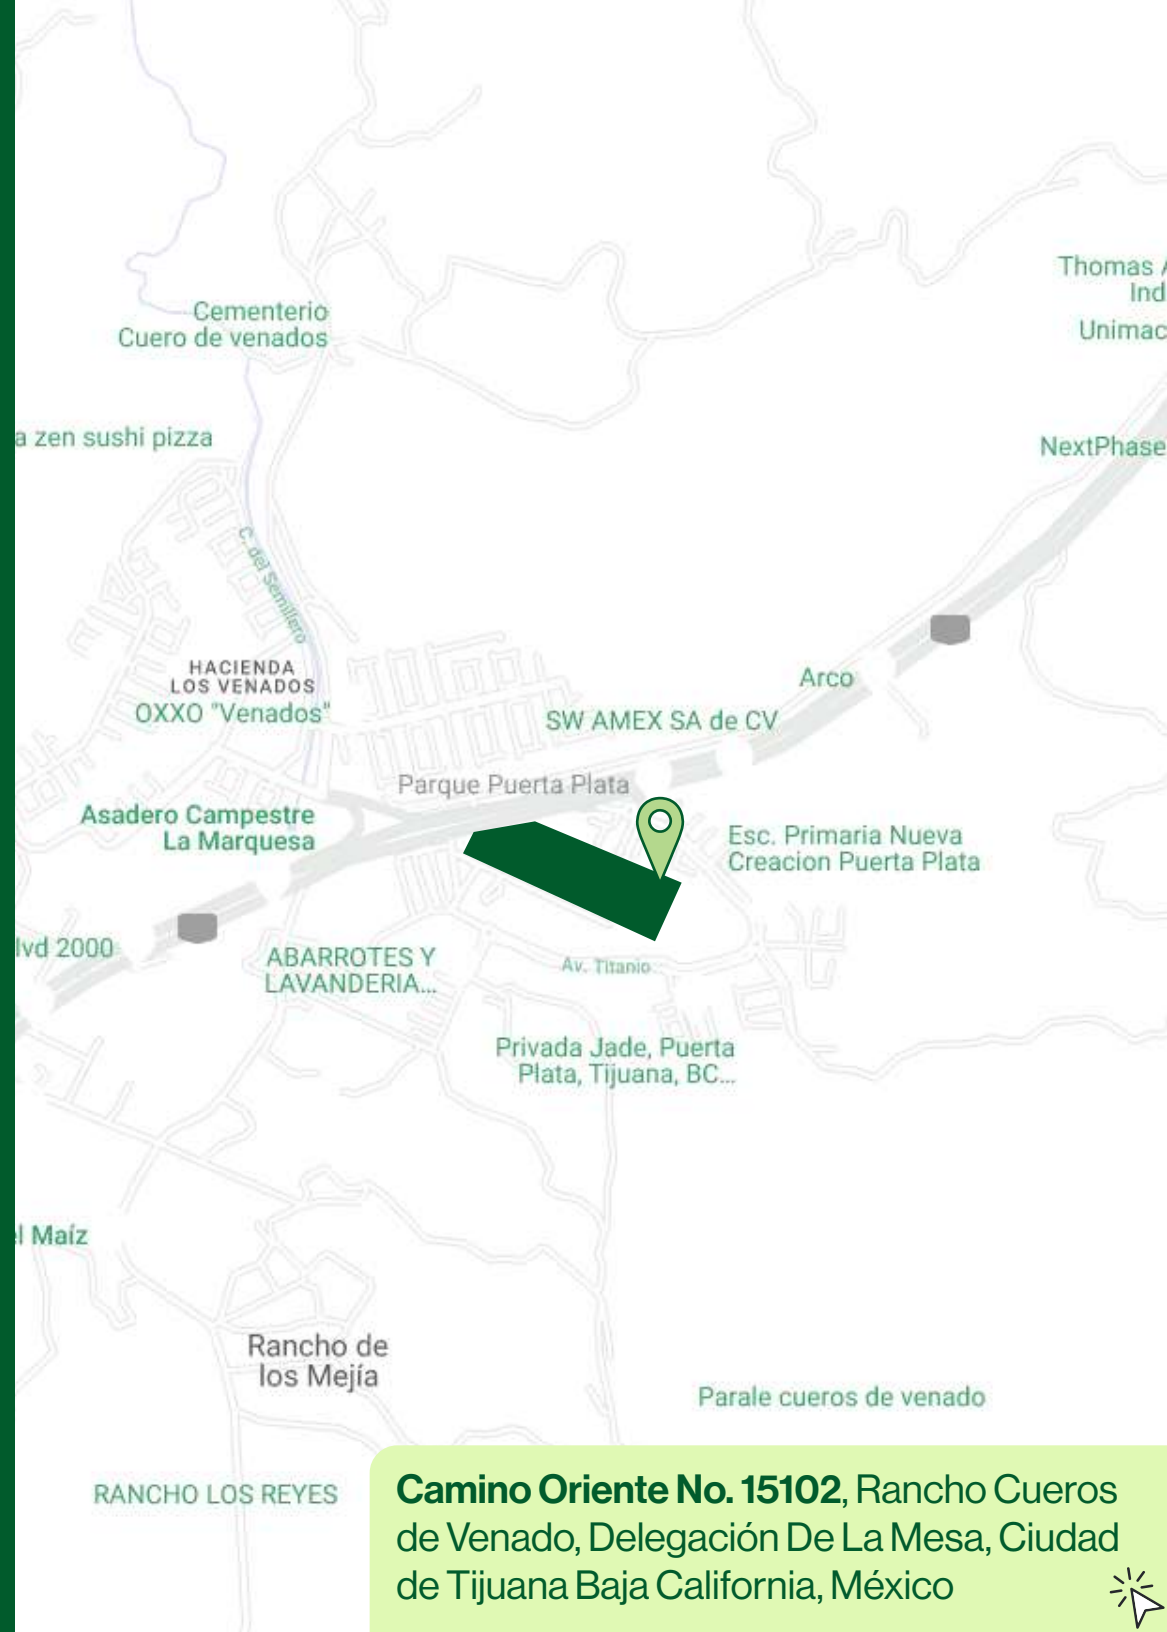 Thomas
Ind
Cementerio
Cuero de venados
Unimac
a zen sushi pizza
NextPhase
C. del Semillero
HACIENDA
LOS VENADOS
OXXO "Venados"
Arco
SW AMEX SA de CV
Parque Puerta Plata
Asadero Campestre
La Marquesa
Esc. Primaria Nueva
Creacion Puerta Plata
lvd 2000
ABARROTES Y
LAVANDERIA...
Av. Titanio
Privada Jade, Puerta
Plata, Tijuana, BC...
l Maíz
Rancho de
los Mejía
Parale cueros de venado
RANCHO LOS REYES
Camino Oriente No. 15102, Rancho Cueros
de Venado, Delegación De La Mesa, Ciudad
de Tijuana Baja California, México